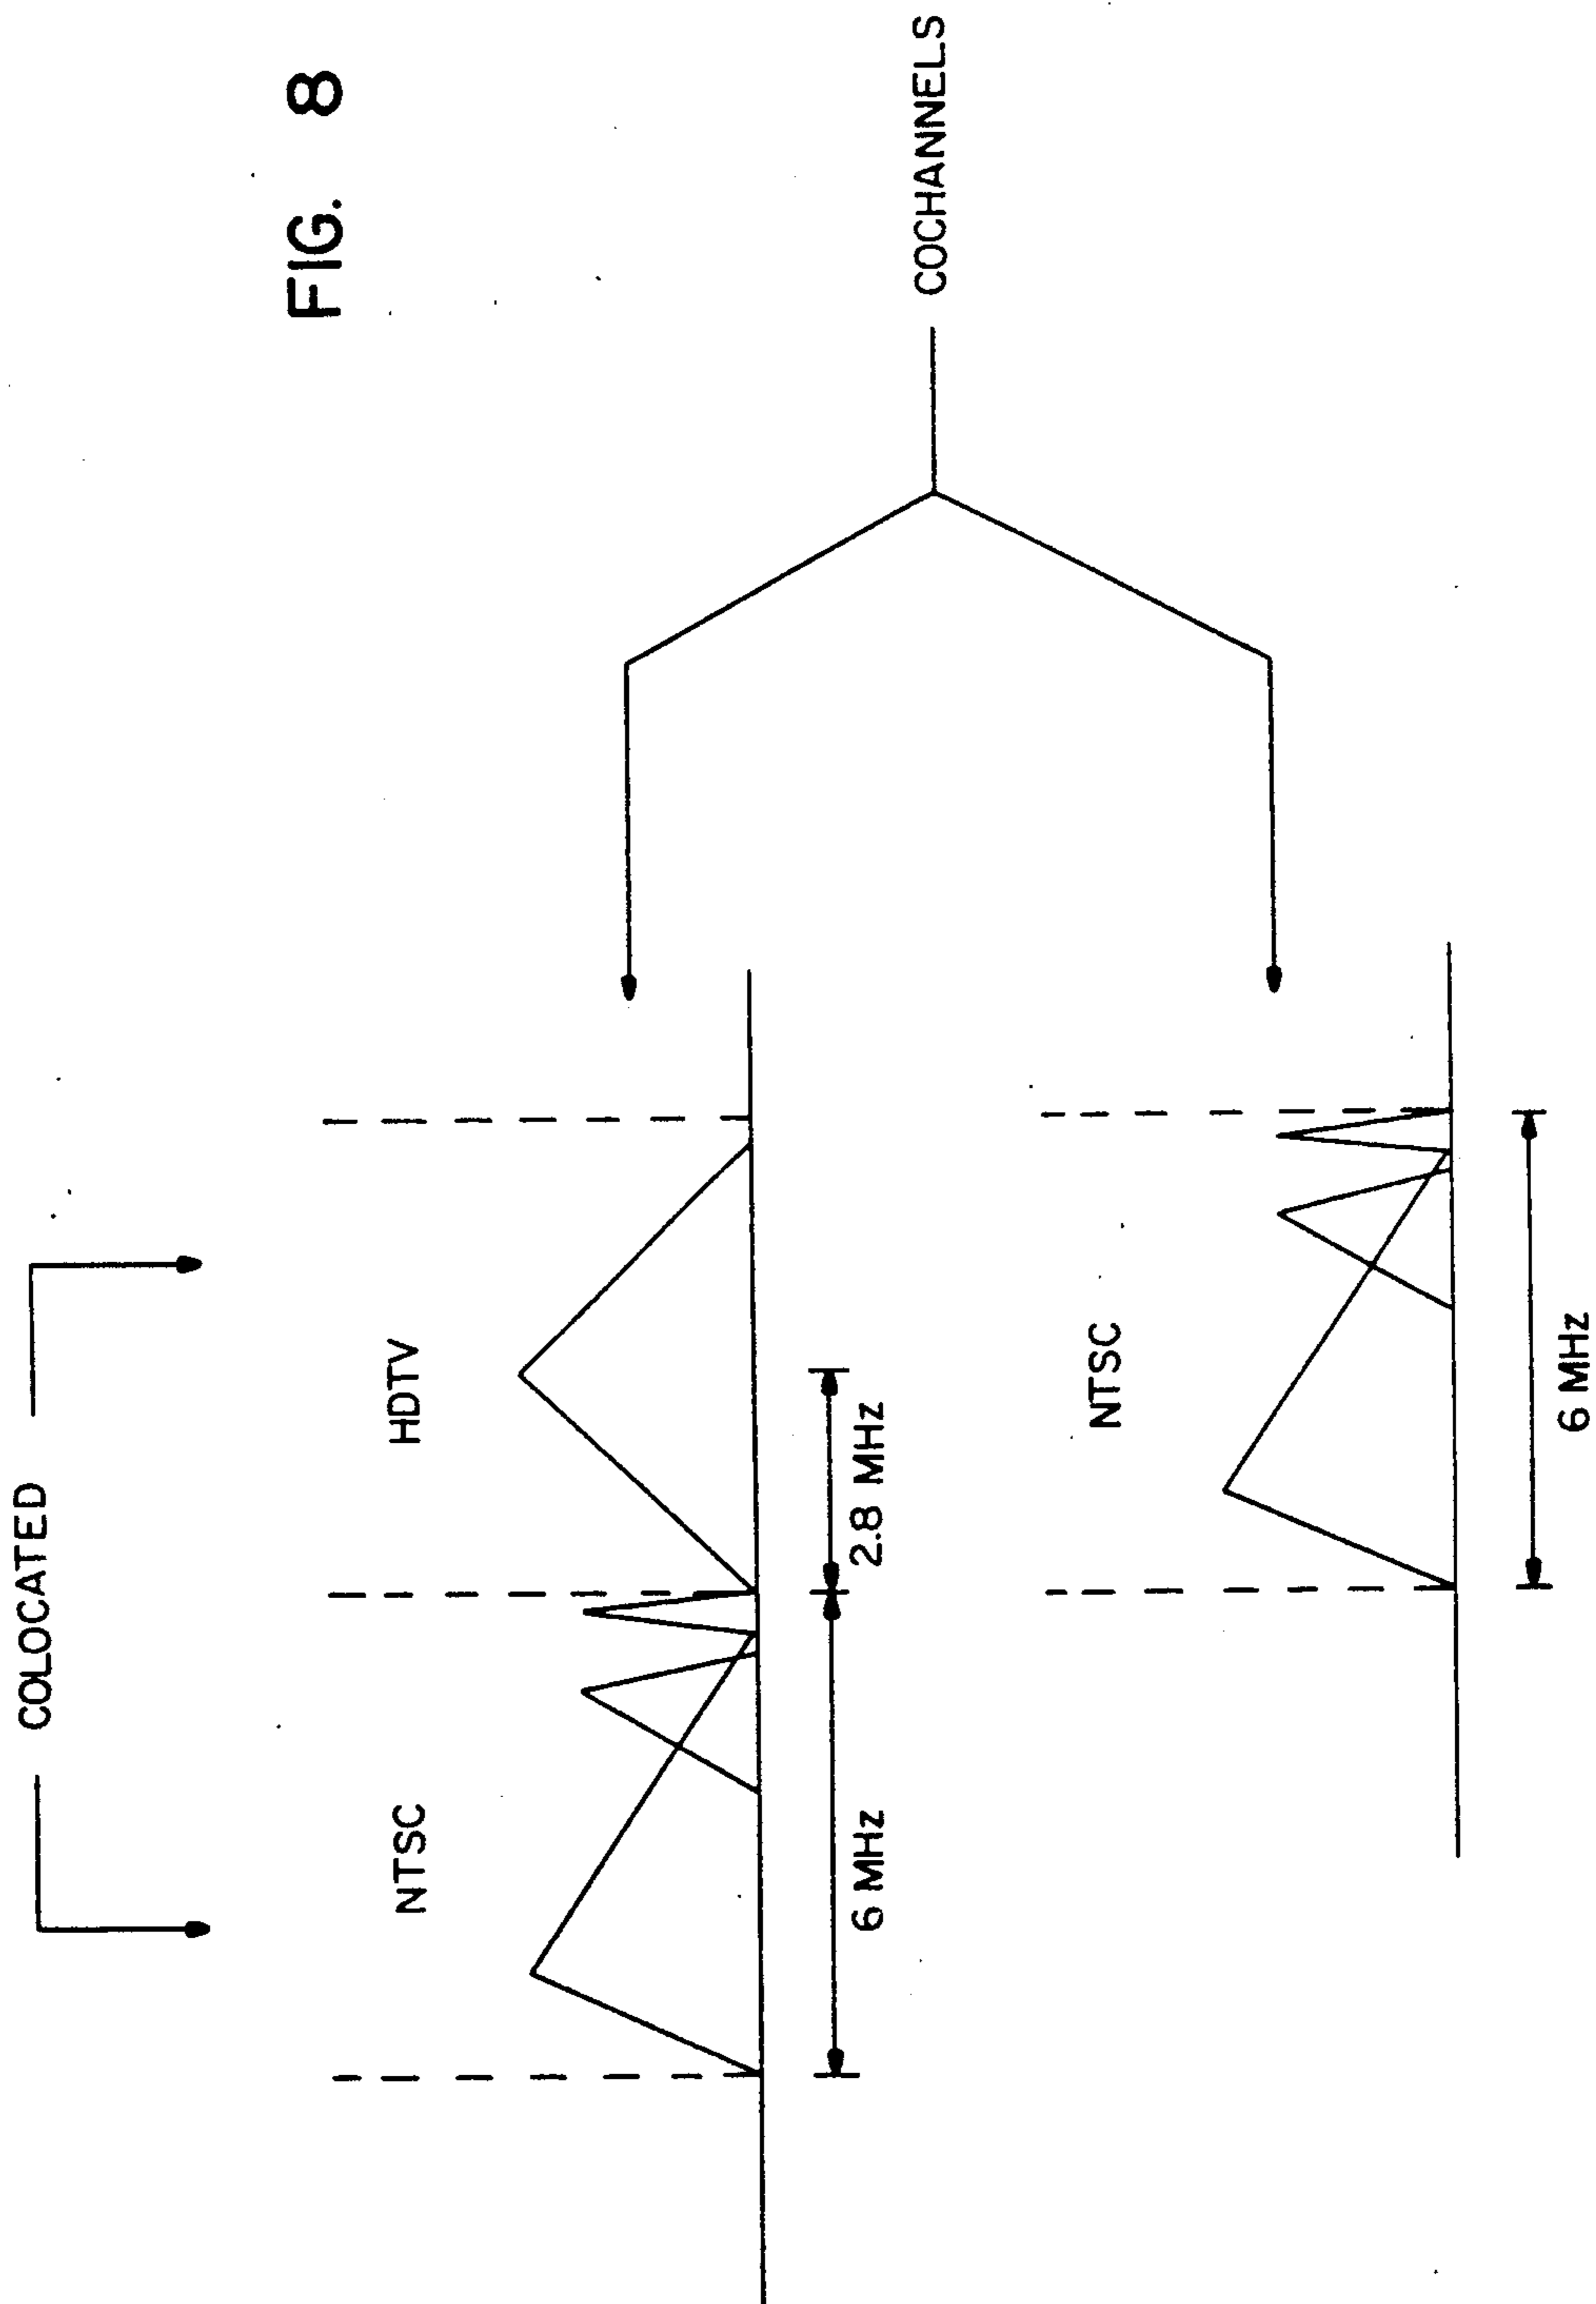 FIG. 8
COLOCATED
NTSC
HDTV
6 MHz
2.8 MHz
COCHANNELS
NTSC
6 MHz